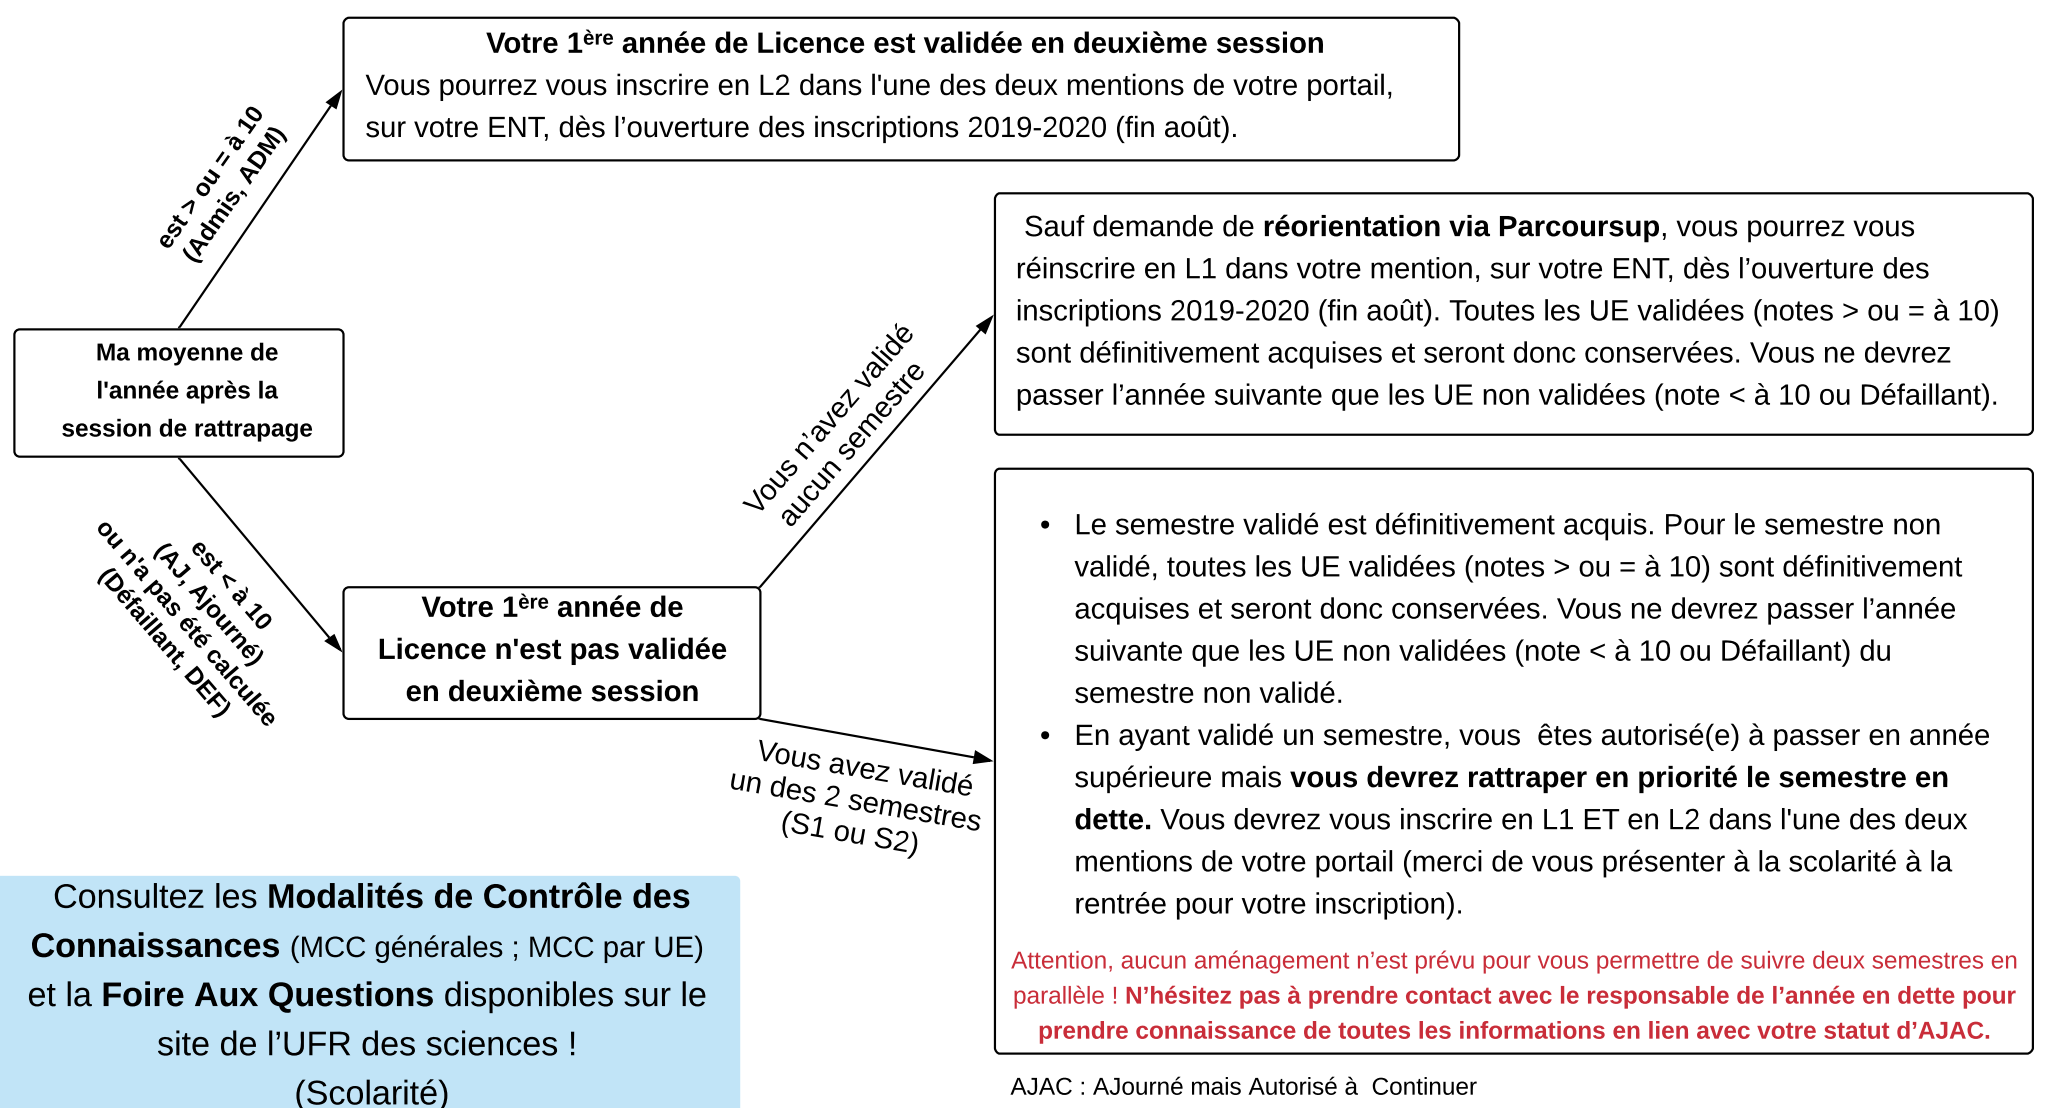 Votre 1ère année de Licence est validée en deuxième session
Vous pourrez vous inscrire en L2 dans l'une des deux mentions de votre portail,
sur votre ENT, dès l’ouverture des inscriptions 2019-2020 (fin août).
est > ou = à 10
(Admis, ADM)
Sauf demande de réorientation via Parcoursup, vous pourrez vous
réinscrire en L1 dans votre mention, sur votre ENT, dès l’ouverture des
inscriptions 2019-2020 (fin août). Toutes les UE validées (notes > ou = à 10)
sont définitivement acquises et seront donc conservées. Vous ne devrez
passer l’année suivante que les UE non validées (note < à 10 ou Défaillant).
Ma moyenne de
l'année après la
session de rattrapage
Vous n’avez validé
aucun semestre
est < à 10
(AJ, Ajourné)
ou n'a pas été calculée
(Défaillant, DEF)
Votre 1ère année de
Licence n'est pas validée
en deuxième session
Vous avez validé
un des 2 semestres
(S1 ou S2)
• Le semestre validé est définitivement acquis. Pour le semestre non
validé, toutes les UE validées (notes > ou = à 10) sont définitivement
acquises et seront donc conservées. Vous ne devrez passer l’année
suivante que les UE non validées (note < à 10 ou Défaillant) du
semestre non validé.
• En ayant validé un semestre, vous  êtes autorisé(e) à passer en année
supérieure mais vous devrez rattraper en priorité le semestre en
dette. Vous devrez vous inscrire en L1 ET en L2 dans l'une des deux
mentions de votre portail (merci de vous présenter à la scolarité à la
rentrée pour votre inscription).
Attention, aucun aménagement n’est prévu pour vous permettre de suivre deux semestres en
parallèle ! N’hésitez pas à prendre contact avec le responsable de l’année en dette pour
prendre connaissance de toutes les informations en lien avec votre statut d’AJAC.
AJAC : AJourné mais Autorisé à  Continuer
Consultez les Modalités de Contrôle des
Connaissances (MCC générales ; MCC par UE)
et la Foire Aux Questions disponibles sur le
site de l’UFR des sciences !
(Scolarité)